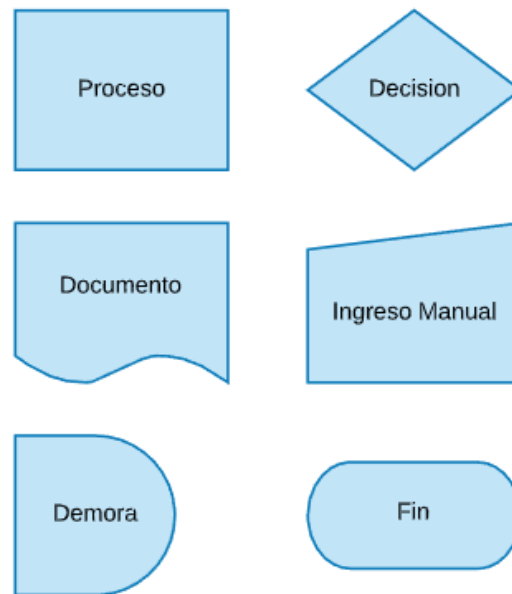 Proceso
Decision
Documento
Ingreso Manual
Demora
Fin